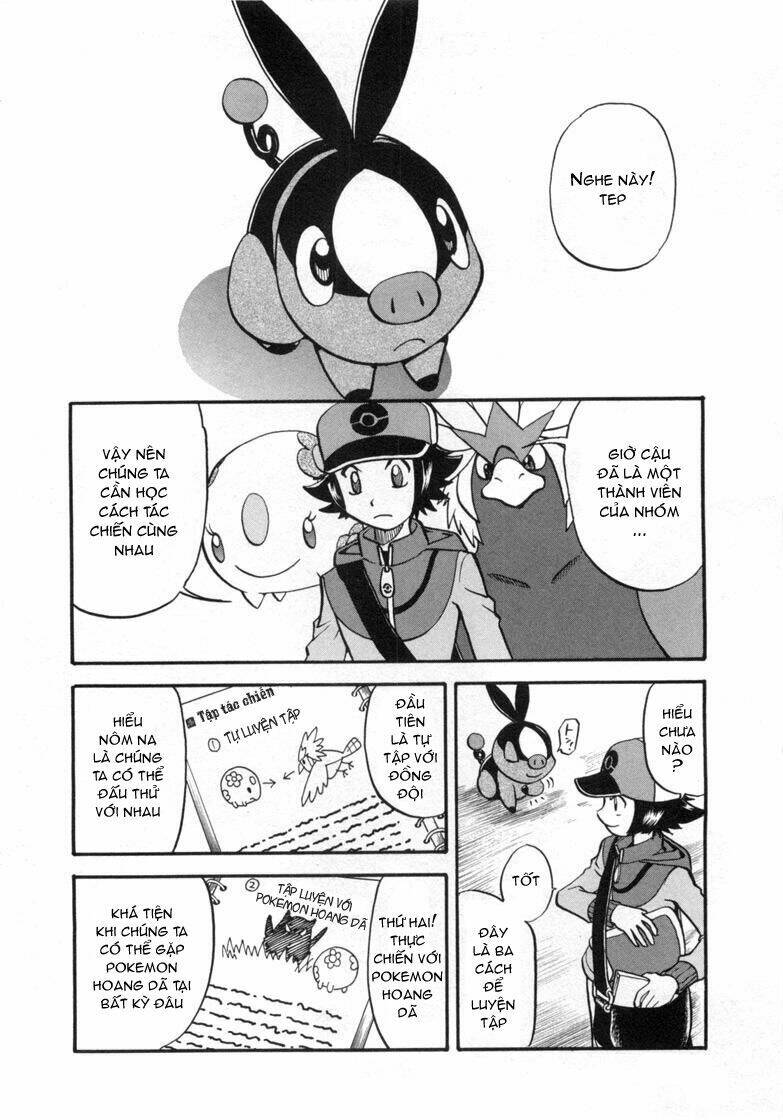 NGHE NÀY!
TEP
GIỜ CẬU
ĐÃ LÀ MỘT
THÀNH VIÊN
CỦA NHÓM
...
VẬY NÊN
CHÚNG TA
CẦN HỌC
CÁCH TÁC
CHIẾN CÙNG
NHAU
HIỂU
CHƯA
NÀO
?
ト
TỐT
ĐÂY
LÀ BA
CÁCH
ĐỂ
LUYỆN
TẬP
ĐẦU
TIÊN
LÀ TỰ
TẬP VỚI
ĐỒNG
ĐỘI
■ Tập tác chiến
① TỰ LUYỆN TẬP
HIỂU
NÔM NA
LÀ CHÚNG
TA CÓ THỂ
ĐẤU THỬ
VỚI NHAU
THỨ HAI!
THỰC
CHIẾN VỚI
POKEMON
HOANG
DÃ
② TẬP LUYỆN VỚI
POKEMON HOANG DÃ
KHÁ TIỆN
KHI CHÚNG
TA CÓ
THỂ GẶP
POKEMON
HOANG DÃ TẠI
BẤT KỲ ĐÂU